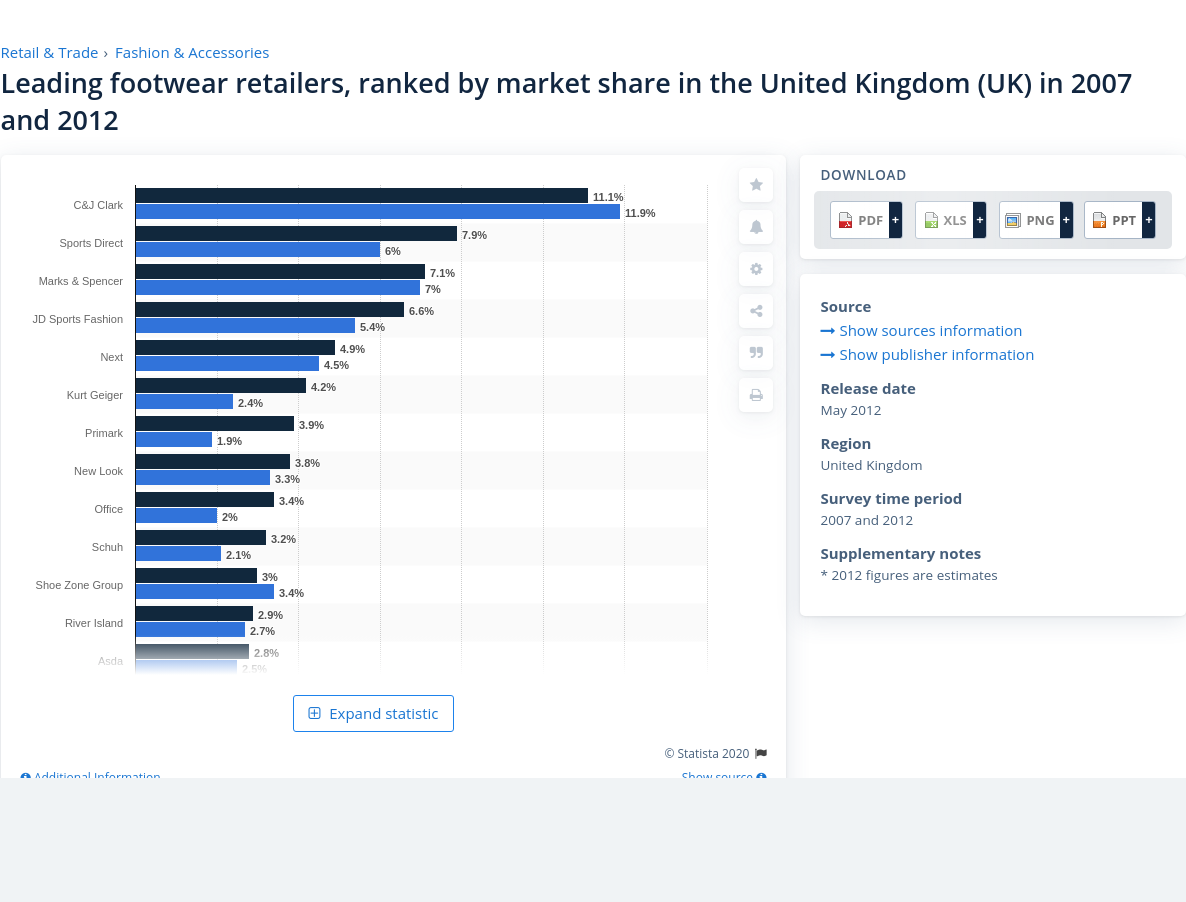 Retail & Trade › Fashion & Accessories
Leading footwear retailers, ranked by market share in the United Kingdom (UK) in 2007
and 2012
C&J Clark
11.1%
11.9%
Sports Direct
7.9%
6%
Marks & Spencer
7.1%
7%
JD Sports Fashion
6.6%
5.4%
Next
4.9%
4.5%
Kurt Geiger
4.2%
2.4%
Primark
3.9%
1.9%
New Look
3.8%
3.3%
Office
3.4%
2%
Schuh
3.2%
2.1%
Shoe Zone Group
3%
3.4%
River Island
2.9%
2.7%
Asda
2.8%
2.5%
Expand statistic
© Statista 2020
Additional Information
Show source
DOWNLOAD
PDF + XLS + PNG + PPT +
Source
Show sources information
Show publisher information
Release date
May 2012
Region
United Kingdom
Survey time period
2007 and 2012
Supplementary notes
* 2012 figures are estimates